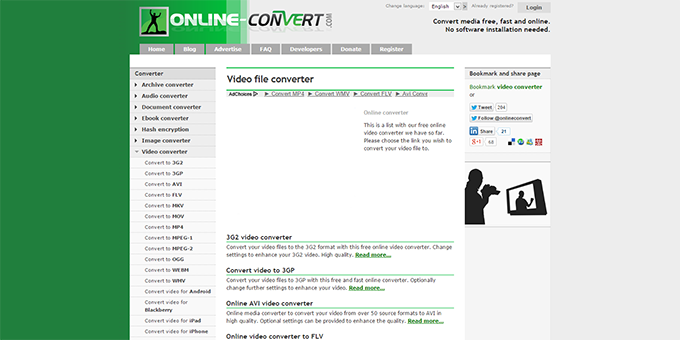 Change language: English Already registered? Login
ONLINE-CONVERT.COM
Convert media free, fast and online.
No software installation needed.
Home Blog Advertise FAQ Developers Donate Register
Converter
Archive converter
Audio converter
Document converter
Ebook converter
Hash encryption
Image converter
Video converter
Convert to 3G2
Convert to 3GP
Convert to AVI
Convert to FLV
Convert to MKV
Convert to MOV
Convert to MP4
Convert to MPEG-1
Convert to MPEG-2
Convert to OGG
Convert to WEBM
Convert to WMV
Convert video for Android
Convert video for
Blackberry
Convert video for iPad
Convert video for iPhone
Video file converter
AdChoices ► Convert MP4 ► Convert WMV ► Convert FLV ► Avi Conve
Online converter
This is a list with our free online
video converter we have so far.
Please choose the link you wish to
convert your video file to.
3G2 video converter
Convert your video files to the 3G2 format with this free online video converter. Change
settings to enhance your 3G2 video. High quality. Read more...
Convert video to 3GP
Convert your video files to 3GP with this free and fast online converter. Optionally
change further settings to enhance your video. Read more...
Online AVI video converter
Online media converter to convert your video from over 50 source formats to AVI in
high quality. Optional settings can be provided to enhance the quality. Read more...
Online video converter to FLV
Bookmark and share page
Bookmark video converter
or
Tweet 284
Follow @onlineconvert
Share 21
+1 68